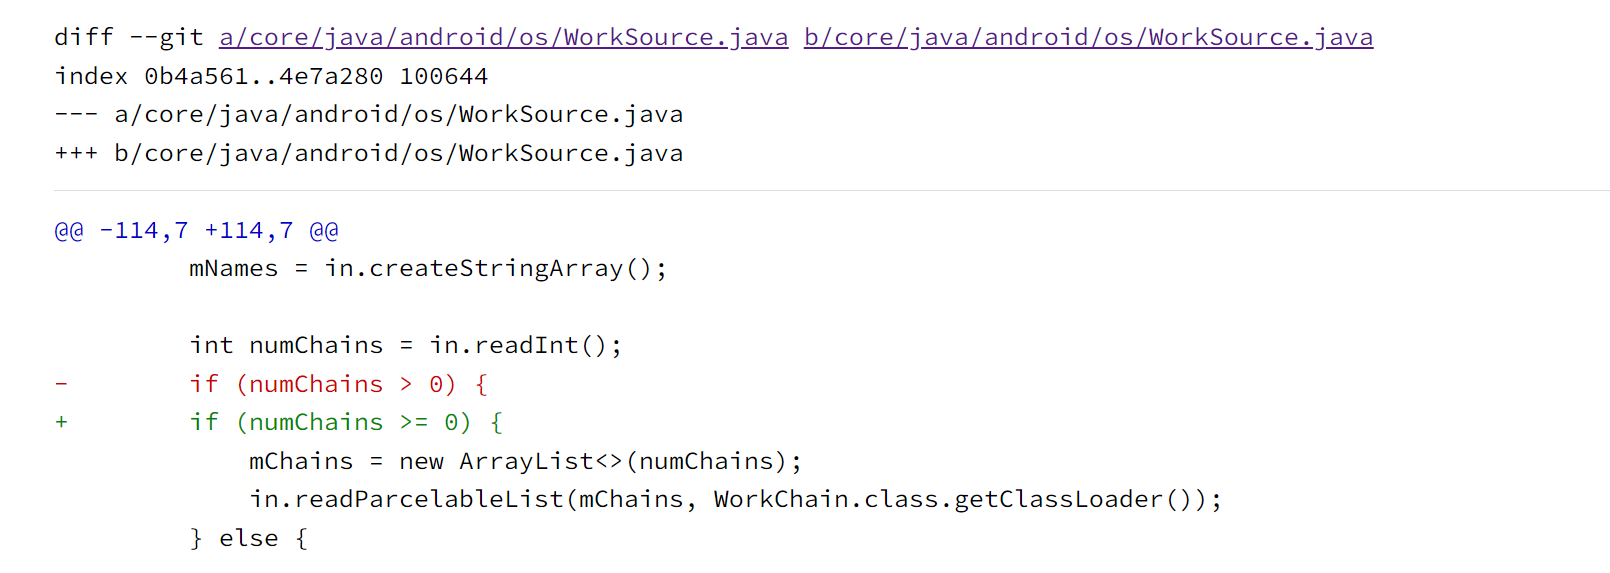 diff --git a/core/java/android/os/WorkSource.java b/core/java/android/os/WorkSource.java
index 0b4a561..4e7a280 100644
--- a/core/java/android/os/WorkSource.java
+++ b/core/java/android/os/WorkSource.java
@@ -114,7 +114,7 @@
         mNames = in.createStringArray();

         int numChains = in.readInt();
-        if (numChains > 0) {
+        if (numChains >= 0) {
             mChains = new ArrayList<>(numChains);
             in.readParcelableList(mChains, WorkChain.class.getClassLoader());
         } else {